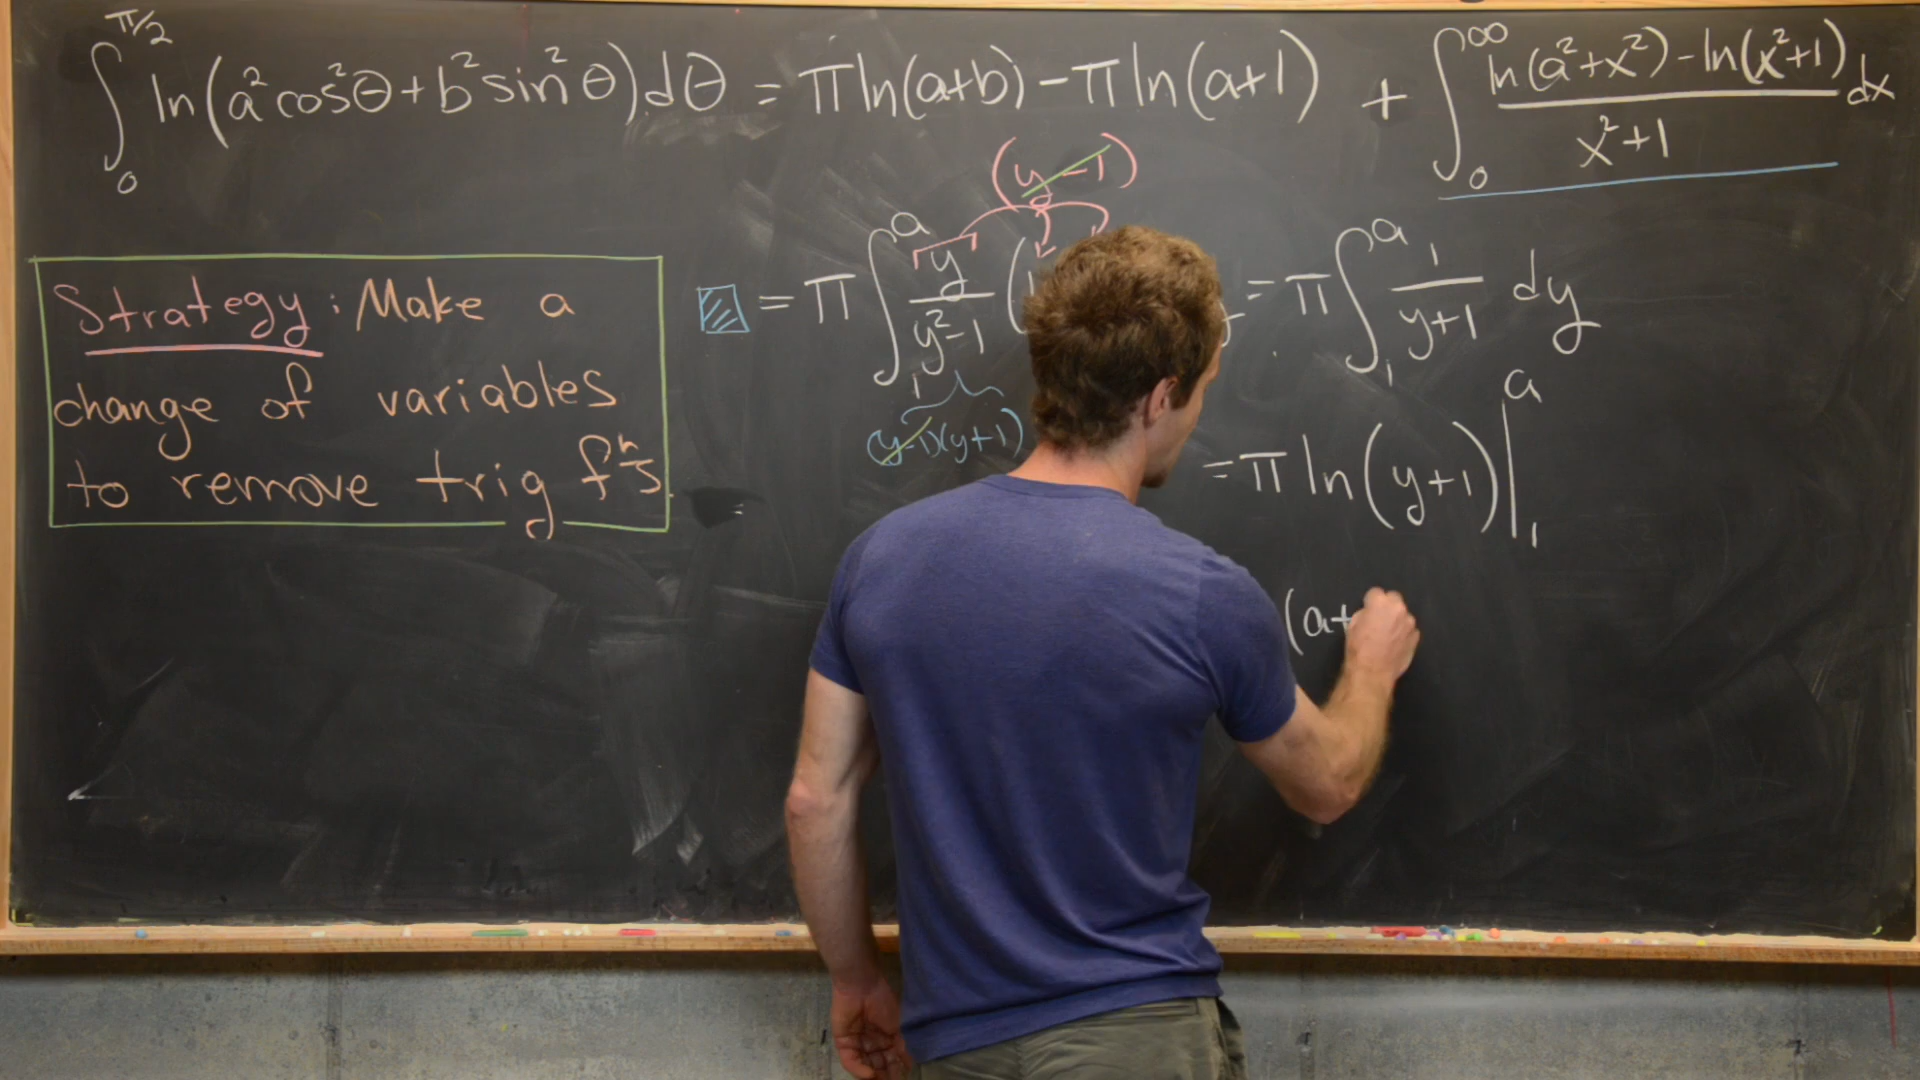 ∫₀^{π/2} ln(a²cos²θ+b²sin²θ)dθ = π ln(a+b) - π ln(a+1) + ∫₀^∞ (ln(a²+x²) - ln(x²+1))/(x²+1) dx
(y-1)
Strategy: Make a
change of variables
to remove trig fⁿs.
= π ∫₁^a y/(y²-1) (
= π ∫₁^a 1/(y+1) dy
(y-1)(y+1)
= π ln(y+1) |₁^a
(a+